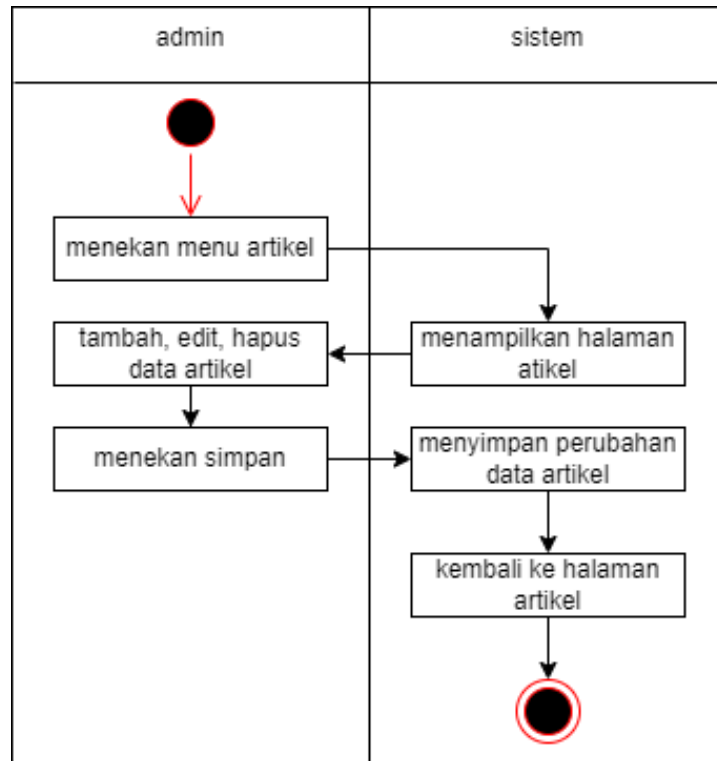 admin
sistem
menekan menu artikel
tambah, edit, hapus
data artikel
menampilkan halaman
atikel
menekan simpan
menyimpan perubahan
data artikel
kembali ke halaman
artikel